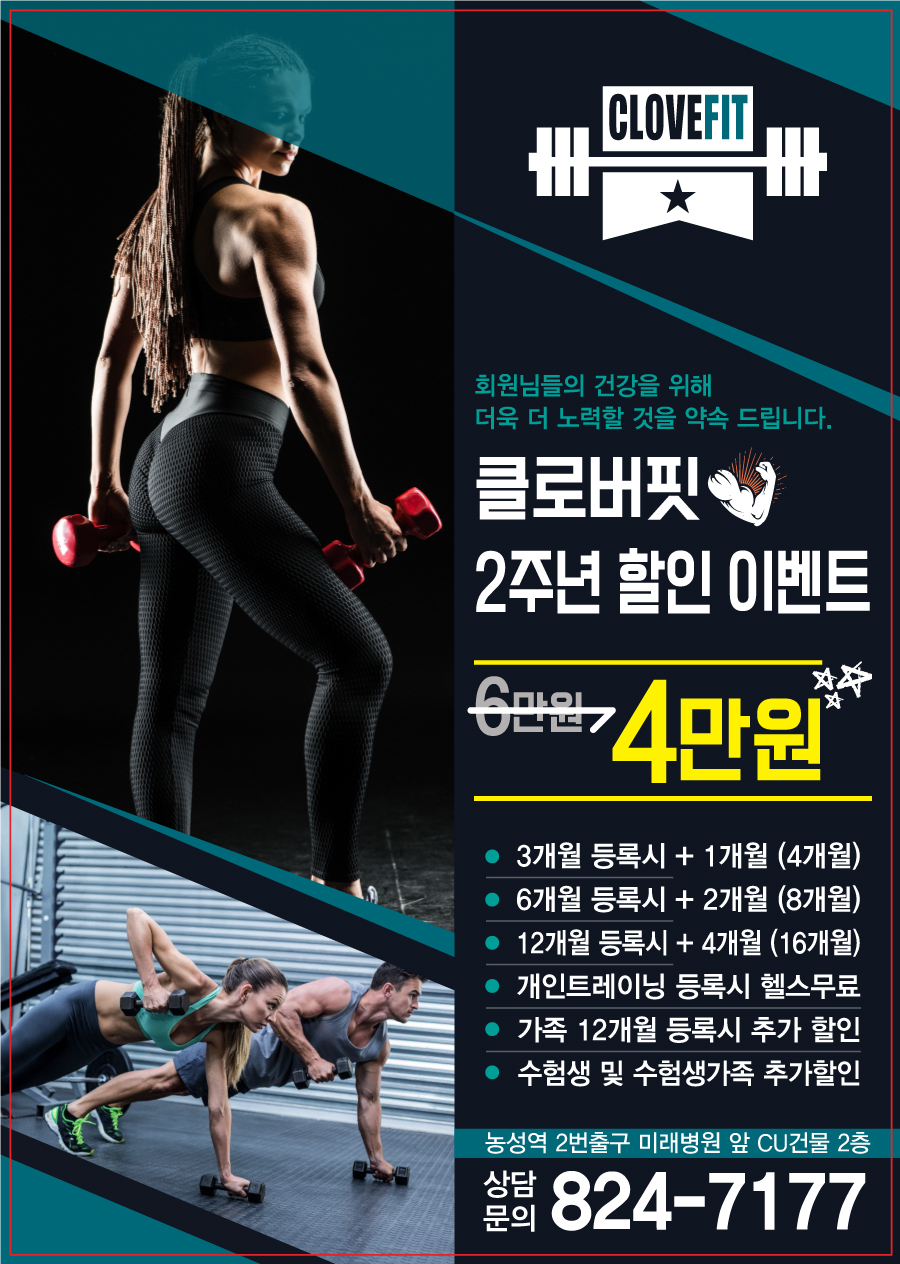 CLOVEFIT
회원님들의 건강을 위해
더욱 더 노력할 것을 약속 드립니다.
클로버핏
2주년 할인 이벤트
6만원 4만원
3개월 등록시 + 1개월 (4개월)
6개월 등록시 + 2개월 (8개월)
12개월 등록시 + 4개월 (16개월)
개인트레이닝 등록시 헬스무료
가족 12개월 등록시 추가 할인
수험생 및 수험생가족 추가할인
농성역 2번출구 미래병원 앞 CU건물 2층
상담
문의 824-7177